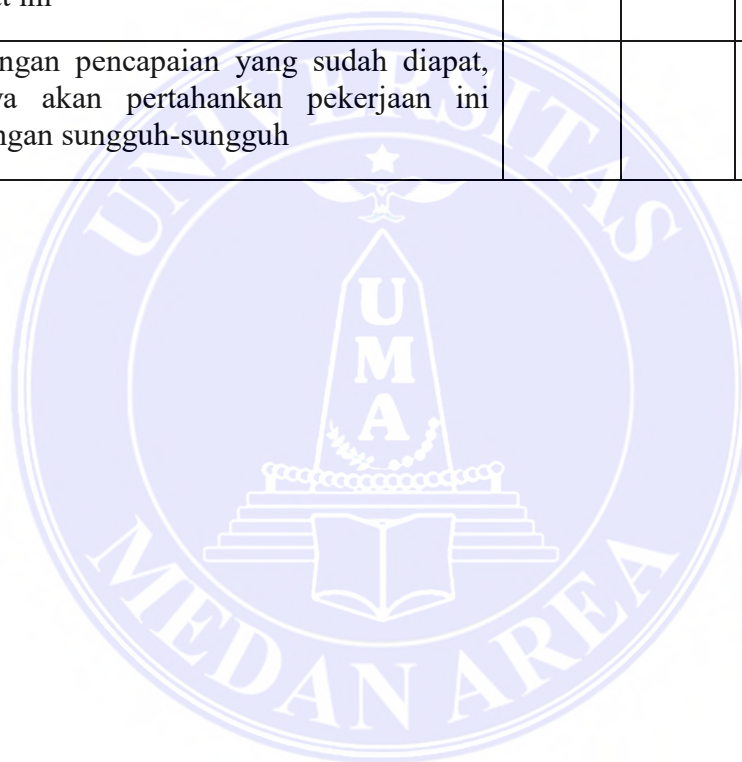 ini
ngan pencapaian yang sudah diapat,
akan pertahankan pekerjaan ini
ngan sungguh-sungguh
UNIVERSITAS
U
M
A
MEDAN AREA